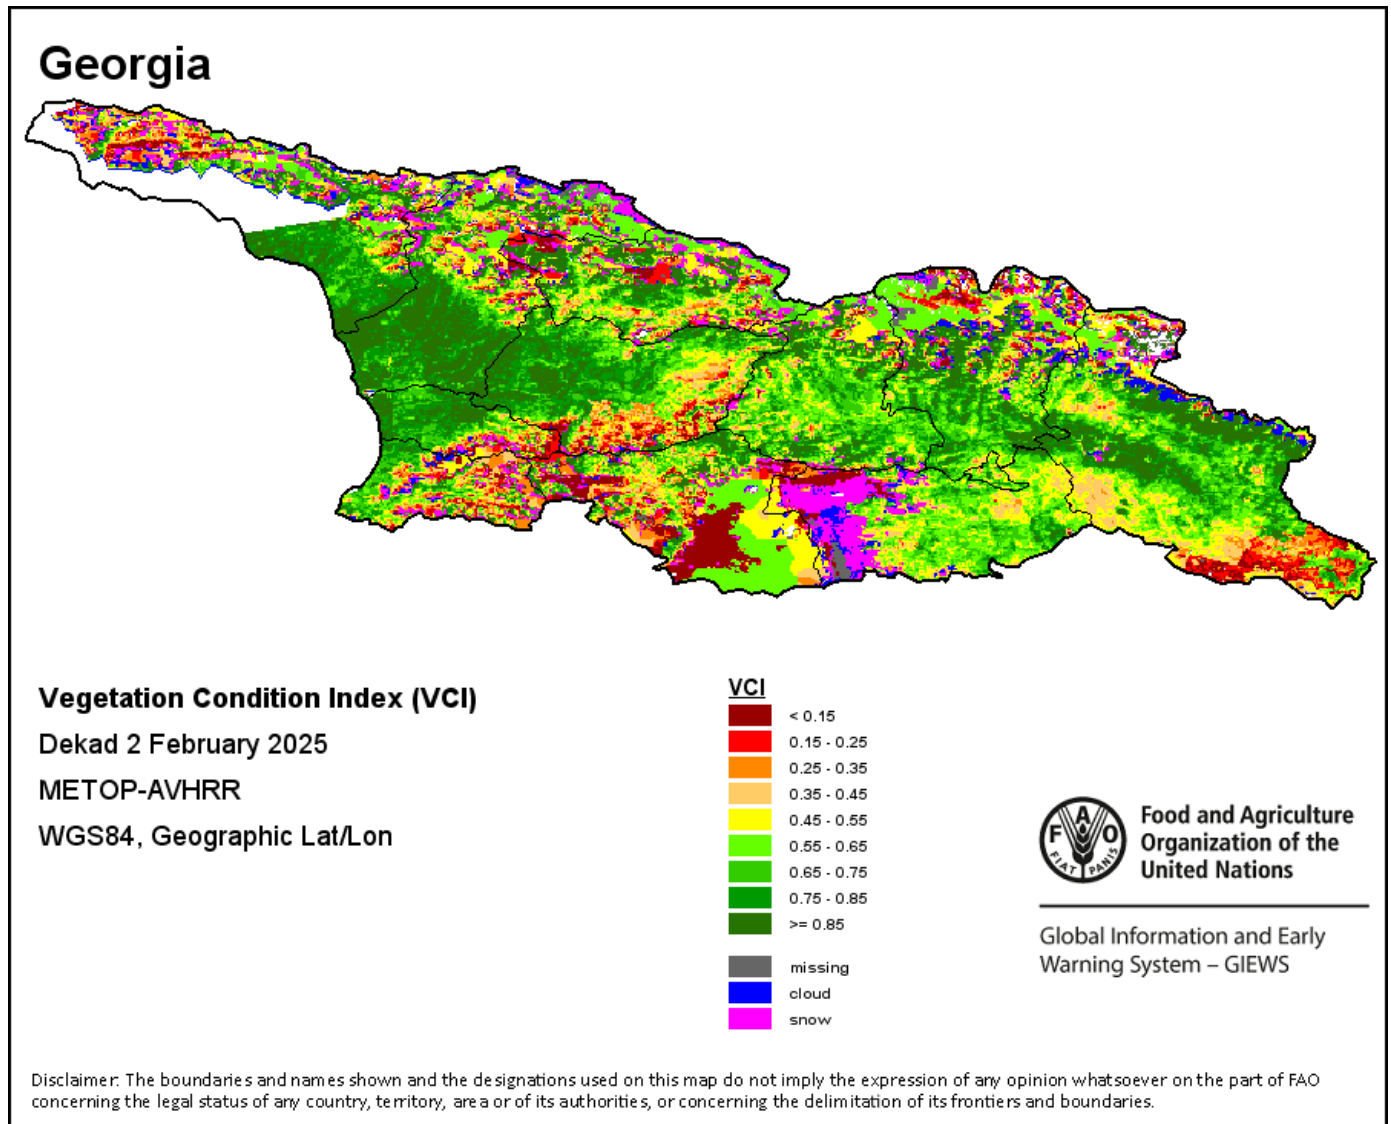 Georgia
Vegetation Condition Index (VCI)
Dekad 2 February 2025
METOP-AVHRR
WGS84, Geographic Lat/Lon
VCI
< 0.15
0.15 - 0.25
0.25 - 0.35
0.35 - 0.45
0.45 - 0.55
0.55 - 0.65
0.65 - 0.75
0.75 - 0.85
>= 0.85
missing
cloud
snow
F A O
FIAT PANIS
Food and Agriculture
Organization of the
United Nations
Global Information and Early
Warning System – GIEWS
Disclaimer: The boundaries and names shown and the designations used on this map do not imply the expression of any opinion whatsoever on the part of FAO
concerning the legal status of any country, territory, area or of its authorities, or concerning the delimitation of its frontiers and boundaries.